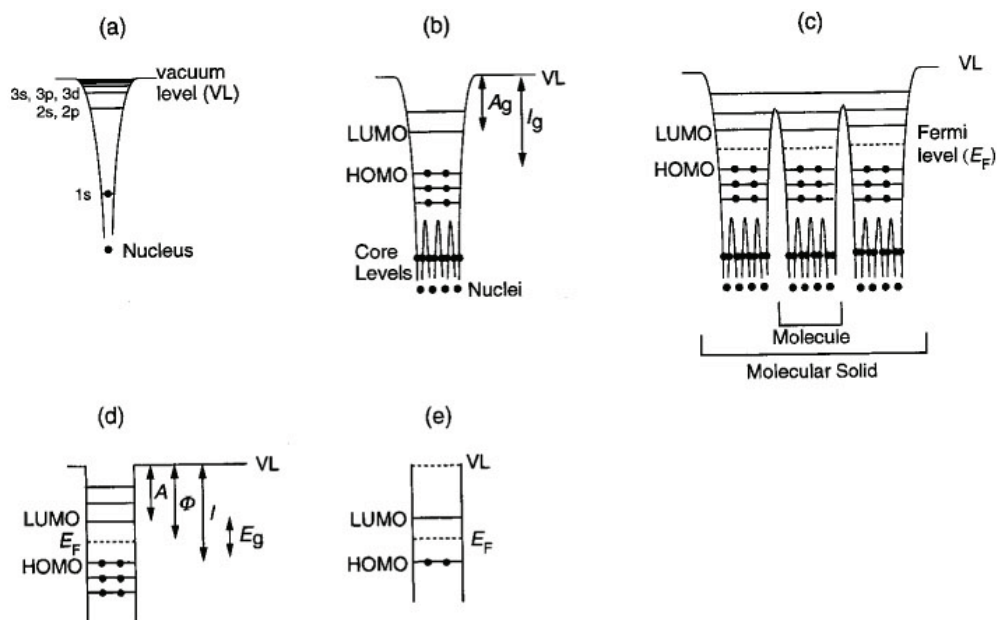 (a)
vacuum
level (VL)
3s, 3p, 3d
2s, 2p
1s
Nucleus
(b)
VL
Ag
Ig
LUMO
HOMO
Core
Levels
Nuclei
(c)
VL
LUMO
Fermi
level (EF)
HOMO
Molecule
Molecular Solid
(d)
VL
A
Φ
I
LUMO
Eg
EF
HOMO
(e)
VL
LUMO
EF
HOMO